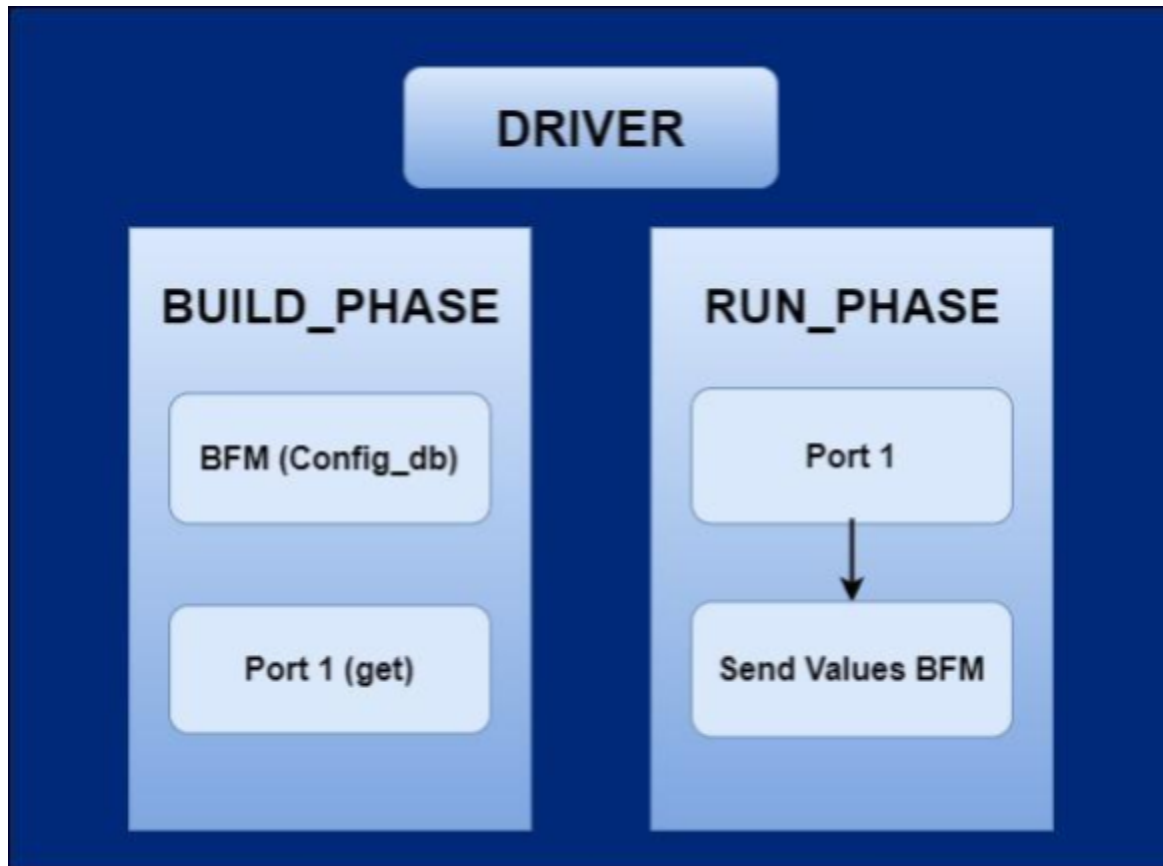 DRIVER
BUILD_PHASE
BFM (Config_db)
Port 1 (get)
RUN_PHASE
Port 1
Send Values BFM